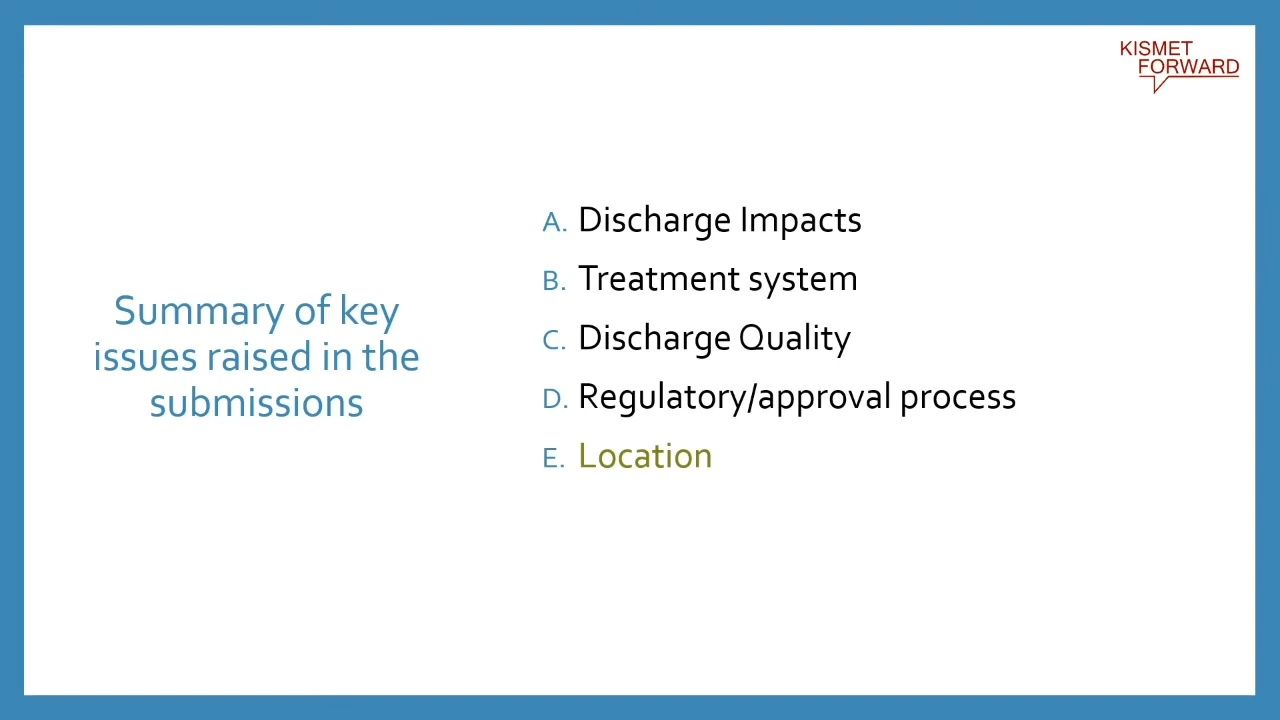 KISMET
FORWARD
Summary of key
issues raised in the
submissions
A. Discharge Impacts
B. Treatment system
C. Discharge Quality
D. Regulatory/approval process
E. Location